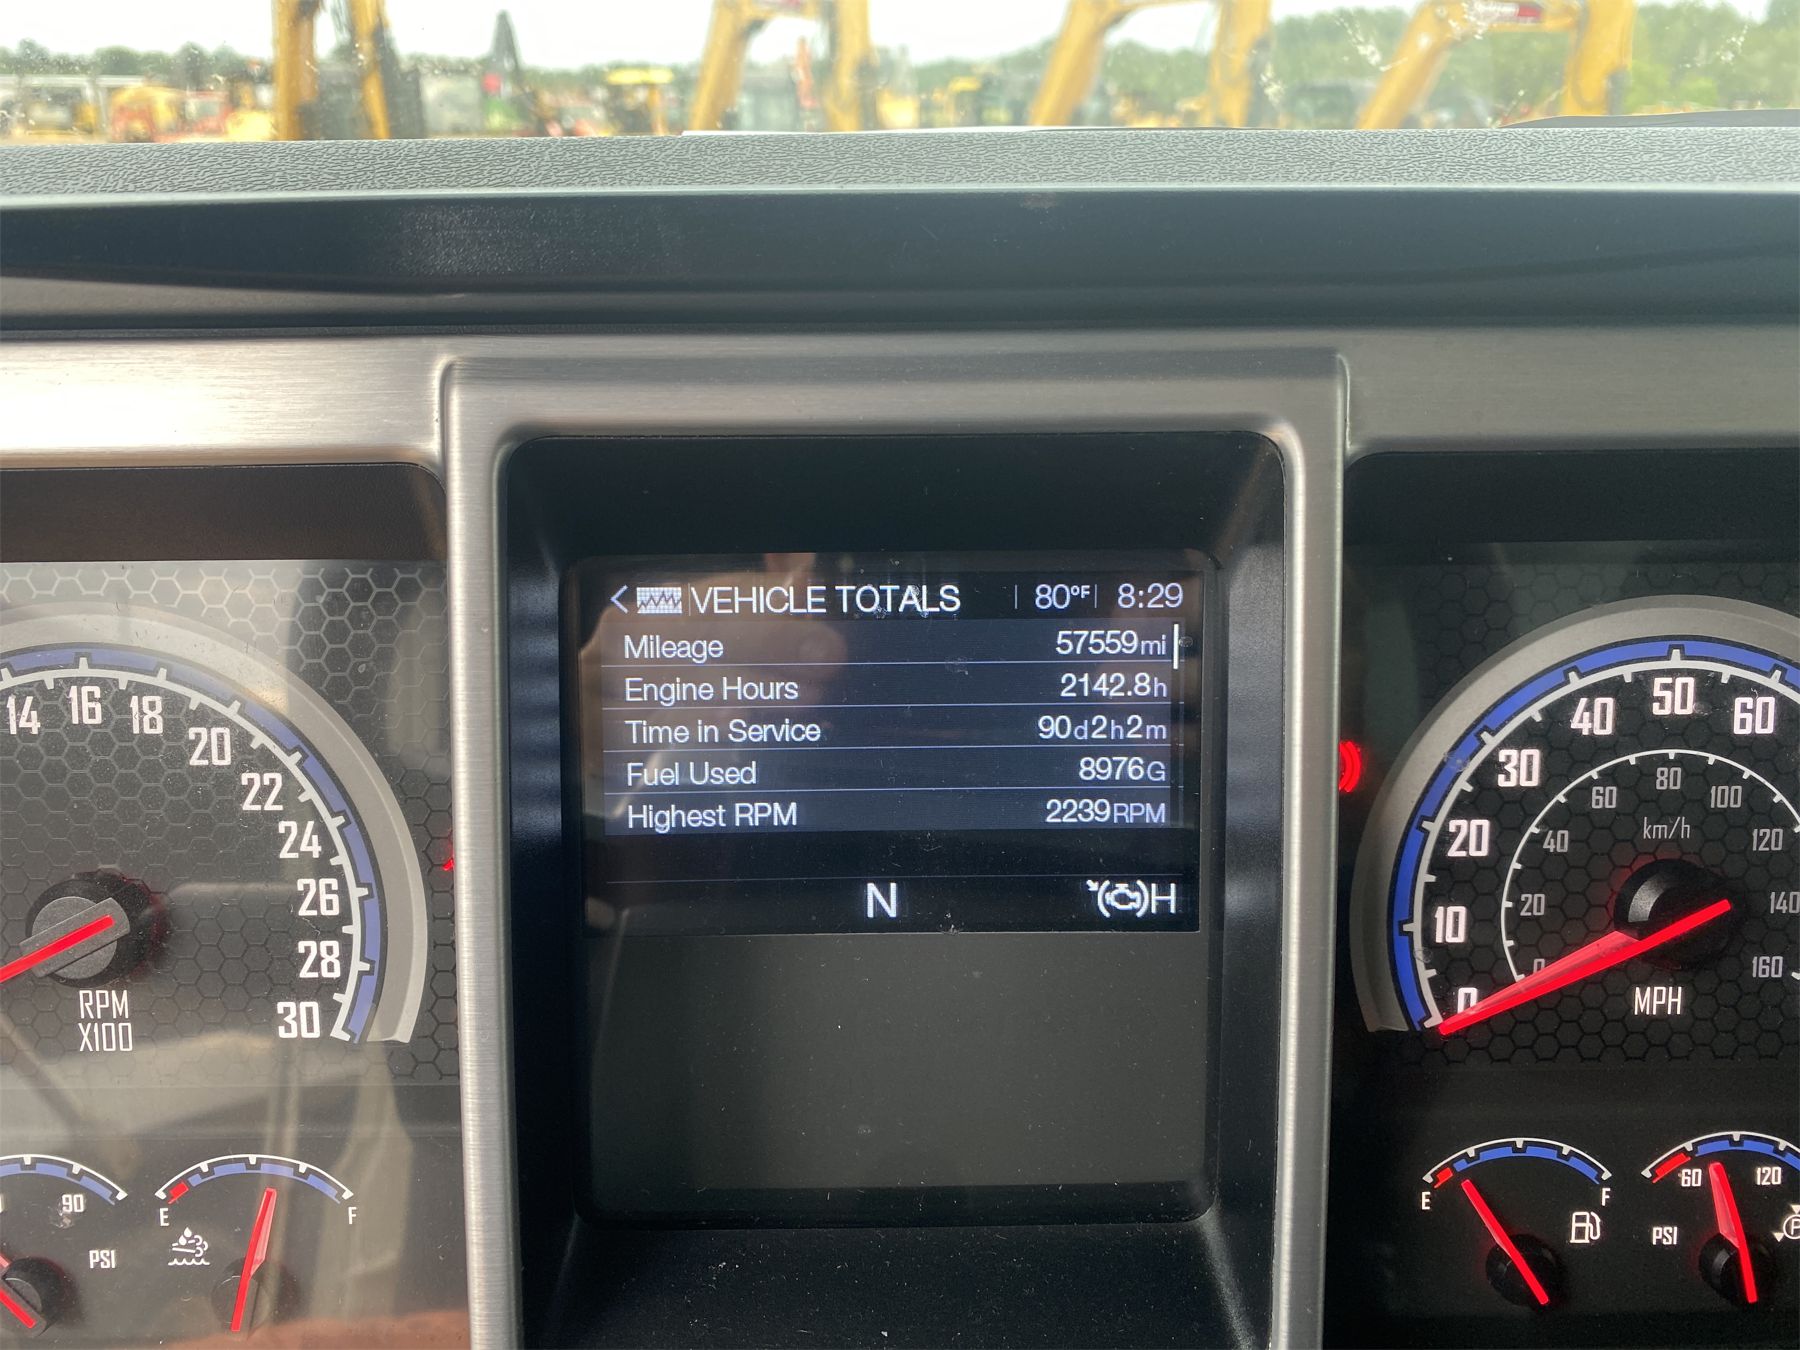 VEHICLE TOTALS 80°F 8:29
Mileage 57559mi
Engine Hours 2142.8h
Time in Service 90d2h2m
Fuel Used 8976G
Highest RPM 2239RPM
N H
14 16 18 20 22 24 26 28 30
RPM
X100
10 20 30 40 50 60
0 20 40 60 80 100 120 140 160
km/h
0
MPH
90
PSI
E F
E F
60 120
PSI
P